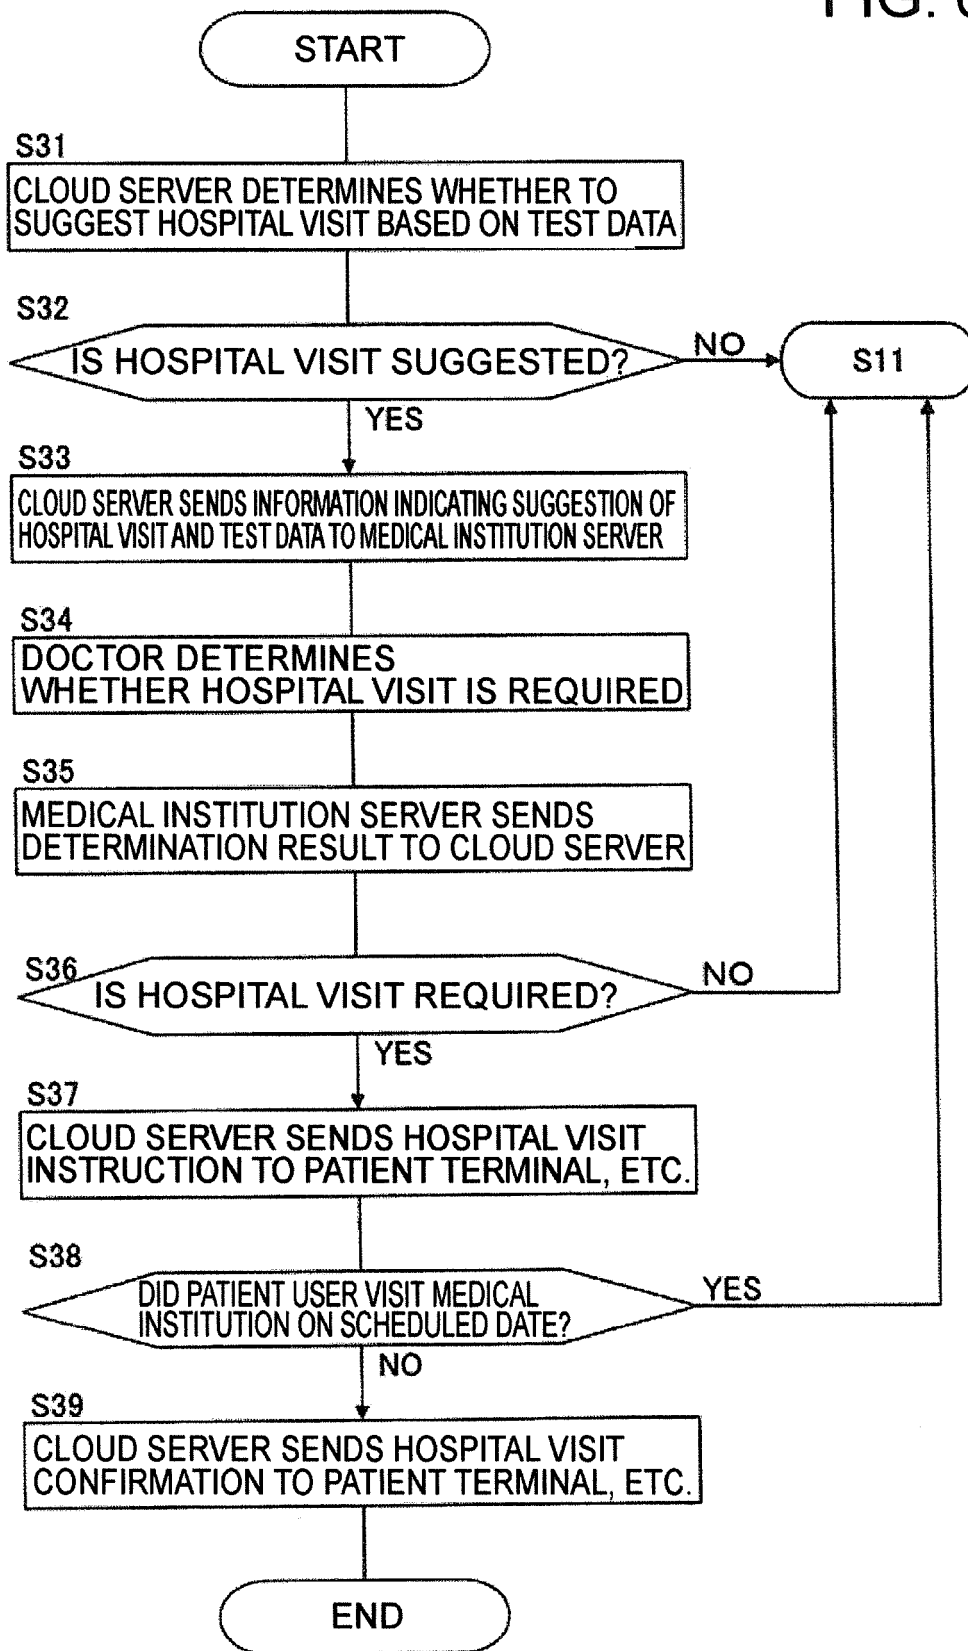 FIG.
START
S31
CLOUD SERVER DETERMINES WHETHER TO
SUGGEST HOSPITAL VISIT BASED ON TEST DATA
S32
IS HOSPITAL VISIT SUGGESTED?
NO
S11
YES
S33
CLOUD SERVER SENDS INFORMATION INDICATING SUGGESTION OF
HOSPITAL VISIT AND TEST DATA TO MEDICAL INSTITUTION SERVER
S34
DOCTOR DETERMINES
WHETHER HOSPITAL VISIT IS REQUIRED
S35
MEDICAL INSTITUTION SERVER SENDS
DETERMINATION RESULT TO CLOUD SERVER
S36
IS HOSPITAL VISIT REQUIRED?
NO
YES
S37
CLOUD SERVER SENDS HOSPITAL VISIT
INSTRUCTION TO PATIENT TERMINAL, ETC.
S38
DID PATIENT USER VISIT MEDICAL
INSTITUTION ON SCHEDULED DATE?
YES
NO
S39
CLOUD SERVER SENDS HOSPITAL VISIT
CONFIRMATION TO PATIENT TERMINAL, ETC.
END